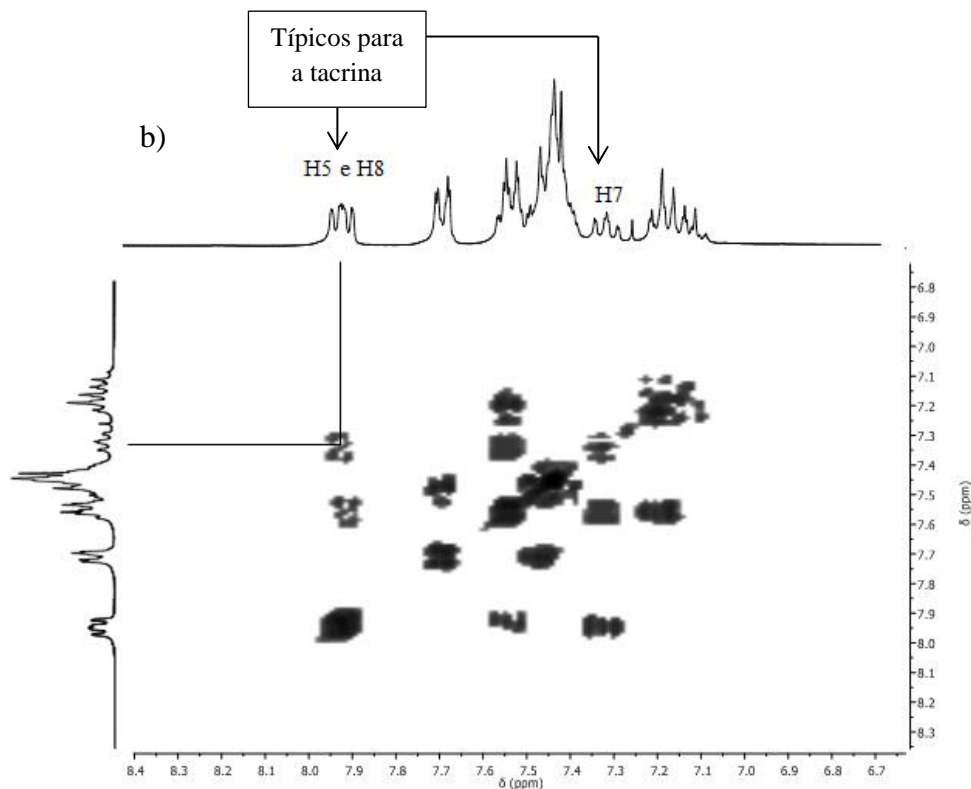 Típicos para
a tacrina
b)
H5 e H8
H7
6.8
6.9
7.0
7.1
7.2
7.3
7.4
7.5
7.6
7.7
7.8
7.9
8.0
8.1
8.2
8.3
δ (ppm)
8.4 8.3 8.2 8.1 8.0 7.9 7.8 7.7 7.6 7.5 7.4 7.3 7.2 7.1 7.0 6.9 6.8 6.7
δ (ppm)